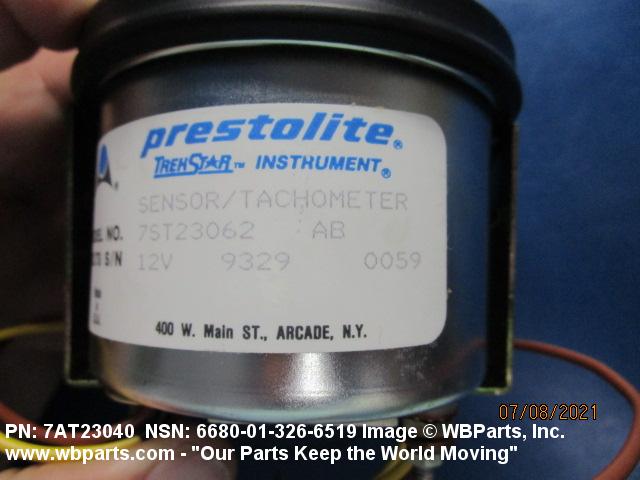 prestolite®
TREKSTAR™ INSTRUMENT®
SENSOR/TACHOMETER
NO. 7ST23062 AB
S/N 12V 9329 0059
400 W. Main ST., ARCADE, N.Y.
07/08/2021
PN: 7AT23040 NSN: 6680-01-326-6519 Image © WBParts, Inc.
www.wbparts.com - "Our Parts Keep the World Moving"